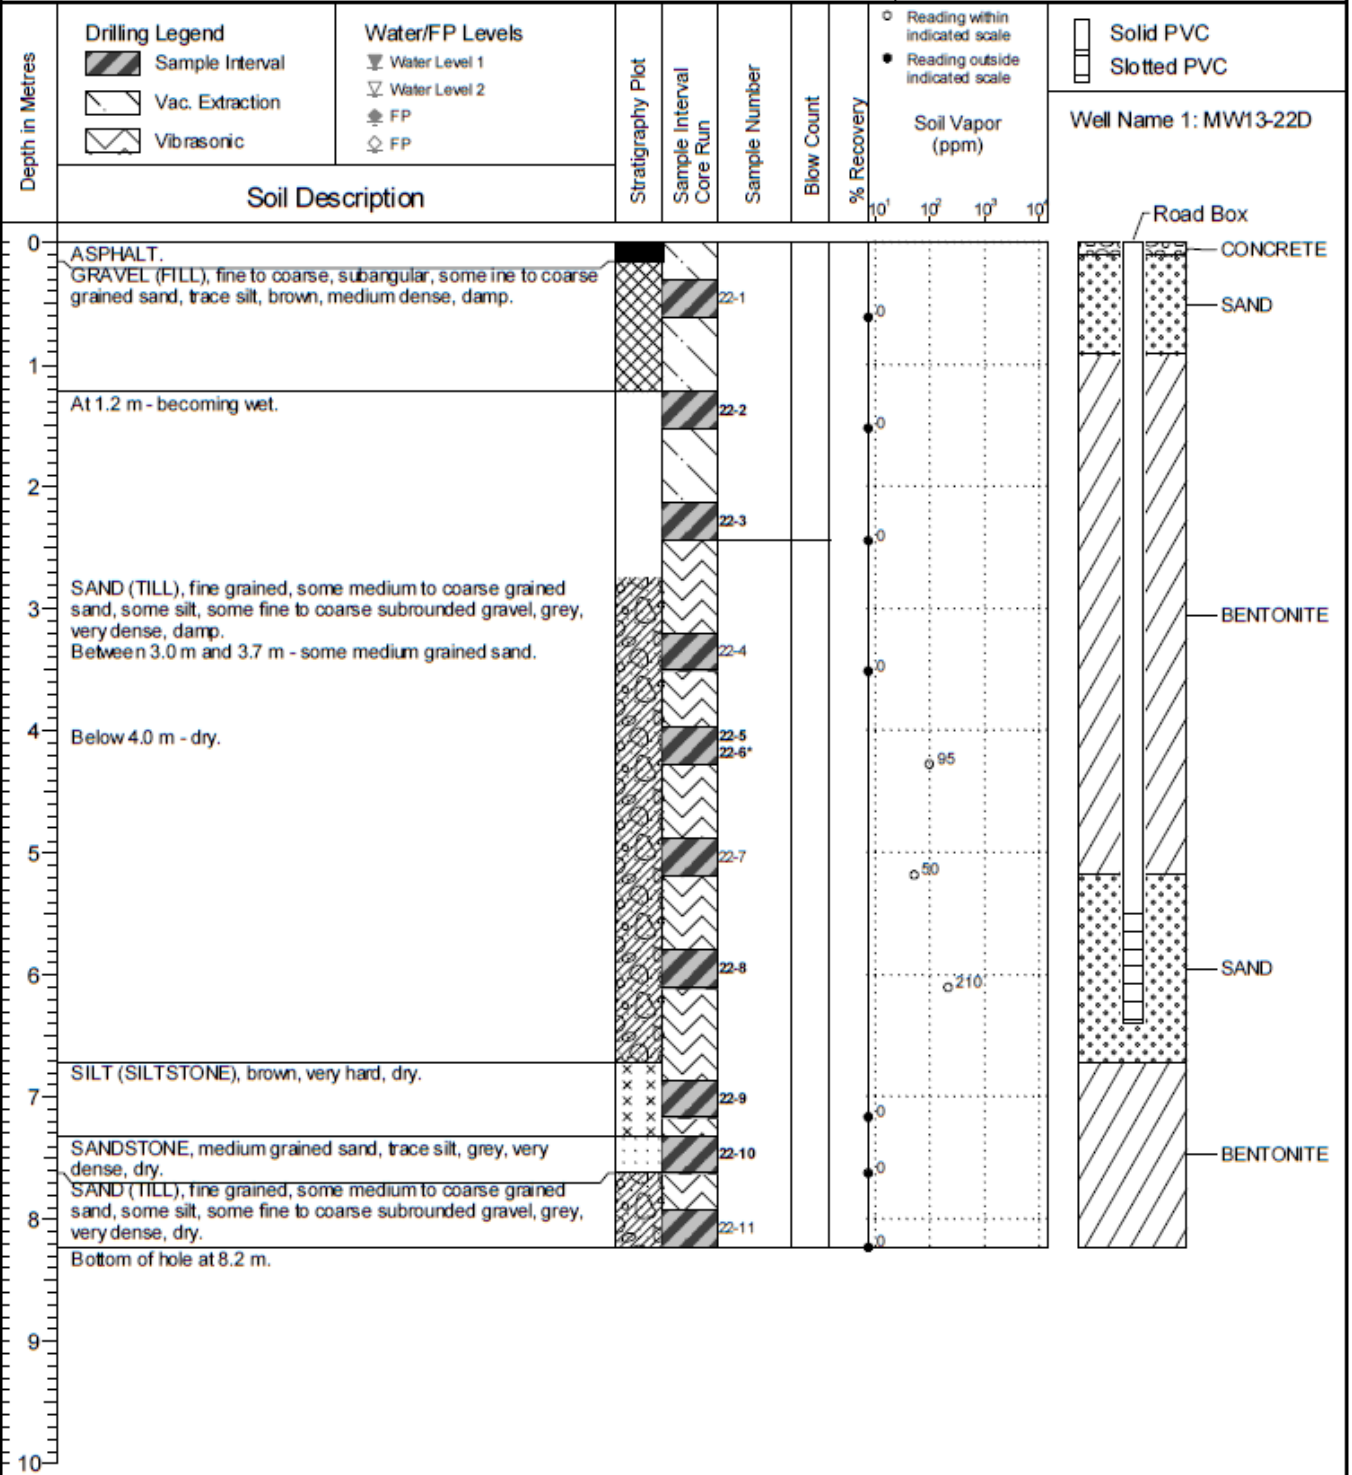 Depth in Metres
Drilling Legend
Sample Interval
Vac. Extraction
Vibrasonic
Water/FP Levels
Water Level 1
Water Level 2
FP
FP
Soil Description
Stratigraphy Plot
Sample Interval
Core Run
Sample Number
Blow Count
% Recovery
Reading within
indicated scale
Reading outside
indicated scale
Soil Vapor
(ppm)
10¹ 10² 10³ 10⁴
Solid PVC
Slotted PVC
Well Name 1: MW13-22D
Road Box
0
ASPHALT.
CONCRETE
GRAVEL (FILL), fine to coarse, subangular, some ine to coarse
grained sand, trace silt, brown, medium dense, damp.
22-1
0
SAND
1
At 1.2 m - becoming wet.
22-2
0
2
22-3
0
SAND (TILL), fine grained, some medium to coarse grained
3
sand, some silt, some fine to coarse subrounded gravel, grey,
very dense, damp.
BENTONITE
Between 3.0 m and 3.7 m - some medium grained sand.
22-4
0
4
Below 4.0 m - dry.
22-5
22-6*
95
5
22-7
50
6
22-8
210
SAND
SILT (SILTSTONE), brown, very hard, dry.
7
22-9
0
SANDSTONE, medium grained sand, trace silt, grey, very
dense, dry.
22-10
0
BENTONITE
SAND (TILL), fine grained, some medium to coarse grained
sand, some silt, some fine to coarse subrounded gravel, grey,
very dense, dry.
8
22-11
0
Bottom of hole at 8.2 m.
9
10